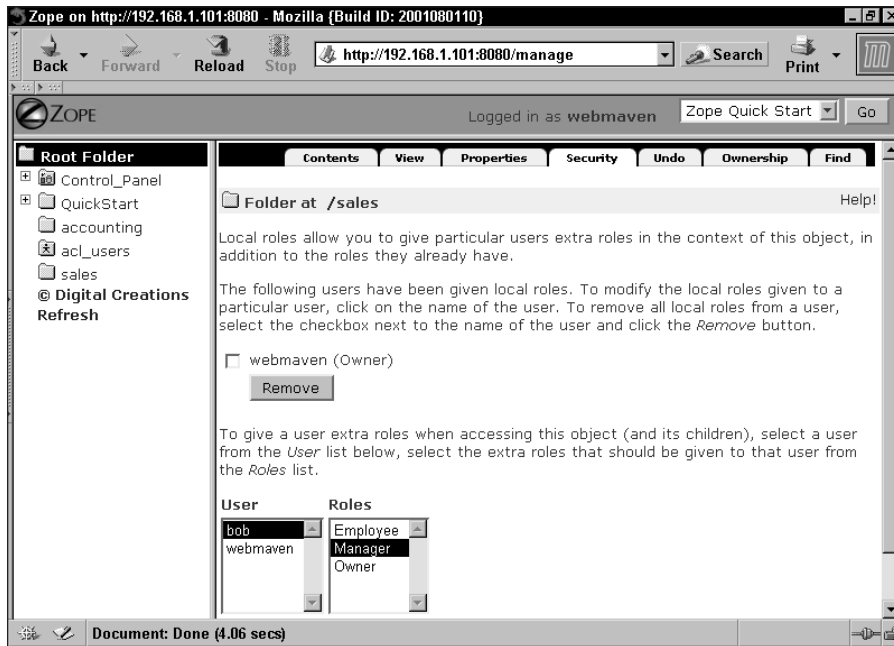 Zope on http://192.168.1.101:8080 - Mozilla {Build ID: 2001080110}
Back Forward Reload Stop http://192.168.1.101:8080/manage Search Print
ZOPE Logged in as webmaven Zope Quick Start Go
Root Folder
Control_Panel
QuickStart
accounting
acl_users
sales
© Digital Creations
Refresh
Contents View Properties Security Undo Ownership Find
Folder at /sales Help!
Local roles allow you to give particular users extra roles in the context of this object, in
addition to the roles they already have.
The following users have been given local roles. To modify the local roles given to a
particular user, click on the name of the user. To remove all local roles from a user,
select the checkbox next to the name of the user and click the Remove button.
webmaven (Owner)
Remove
To give a user extra roles when accessing this object (and its children), select a user
from the User list below, select the extra roles that should be given to that user from
the Roles list.
User Roles
bob Employee
webmaven Manager
Owner
Document: Done (4.06 secs)